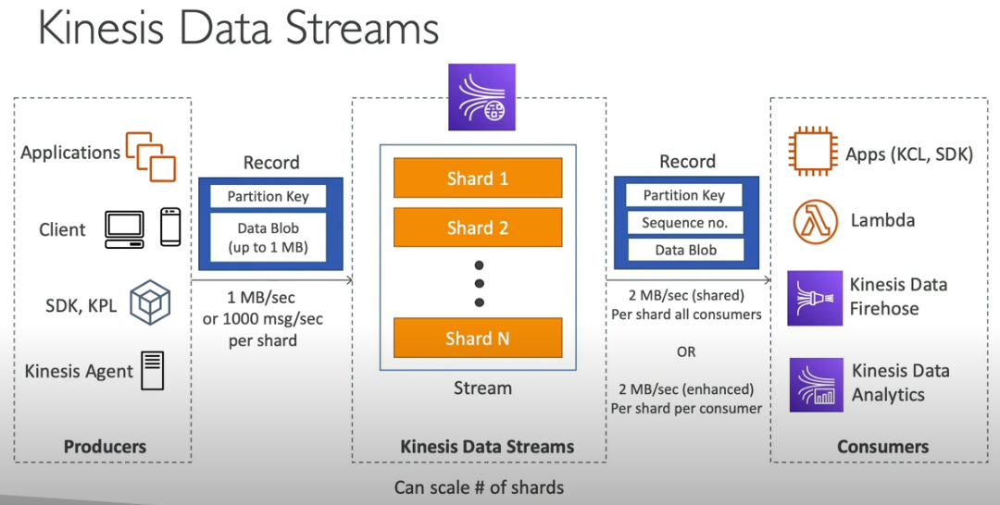 Kinesis Data Streams
Applications
Client
SDK, KPL
Kinesis Agent
Producers
Record
Partition Key
Data Blob
(up to 1 MB)
1 MB/sec
or 1000 msg/sec
per shard
Shard 1
Shard 2
Shard N
Stream
Kinesis Data Streams
Can scale # of shards
Record
Partition Key
Sequence no.
Data Blob
2 MB/sec (shared)
Per shard all consumers
OR
2 MB/sec (enhanced)
Per shard per consumer
Apps (KCL, SDK)
Lambda
Kinesis Data
Firehose
Kinesis Data
Analytics
Consumers